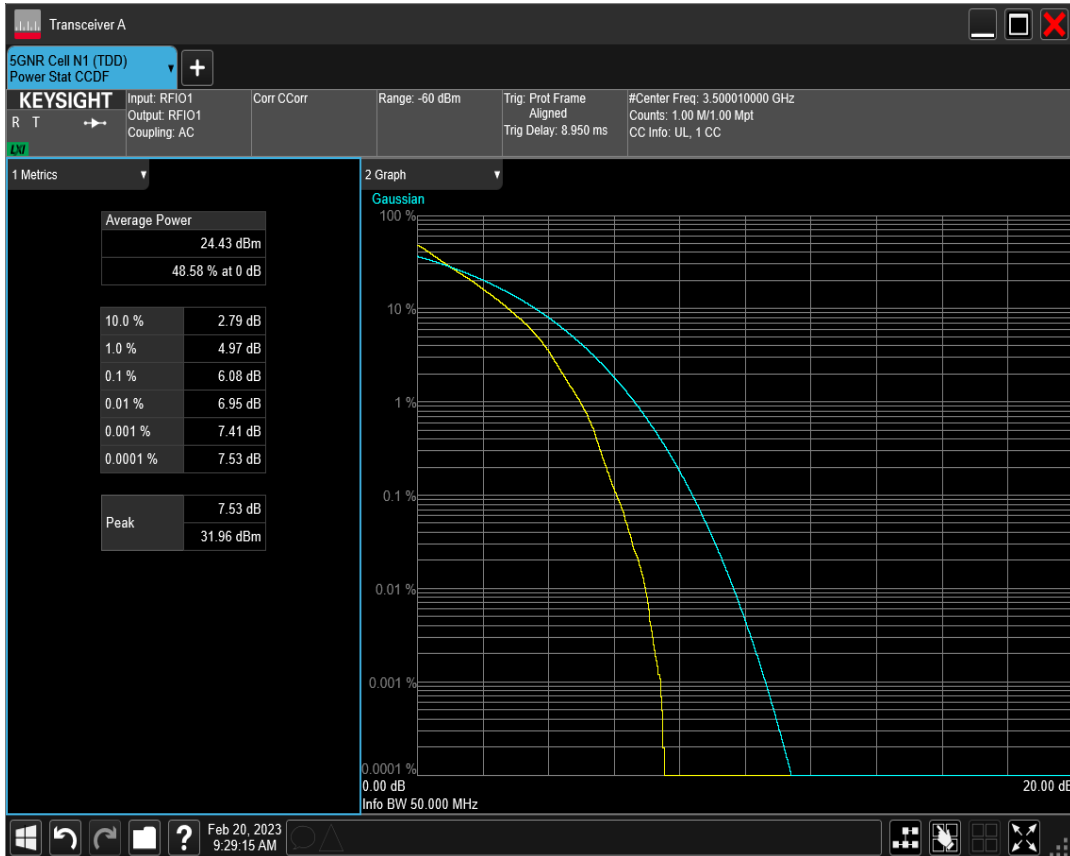 Transceiver A
5GNR Cell N1 (TDD)
Power Stat CCDF
+
KEYSIGHT
R T
LXI
Input: RFIO1
Output: RFIO1
Coupling: AC
Corr CCorr
Range: -60 dBm
Trig: Prot Frame
Aligned
Trig Delay: 8.950 ms
#Center Freq: 3.500010000 GHz
Counts: 1.00 M/1.00 Mpt
CC Info: UL, 1 CC
1 Metrics
Average Power
24.43 dBm
48.58 % at 0 dB
10.0 % 2.79 dB
1.0 % 4.97 dB
0.1 % 6.08 dB
0.01 % 6.95 dB
0.001 % 7.41 dB
0.0001 % 7.53 dB
Peak
7.53 dB
31.96 dBm
2 Graph
Gaussian
100 %
10 %
1 %
0.1 %
0.01 %
0.001 %
0.0001 %
0.00 dB
20.00 dB
Info BW 50.000 MHz
?
Feb 20, 2023
9:29:15 AM